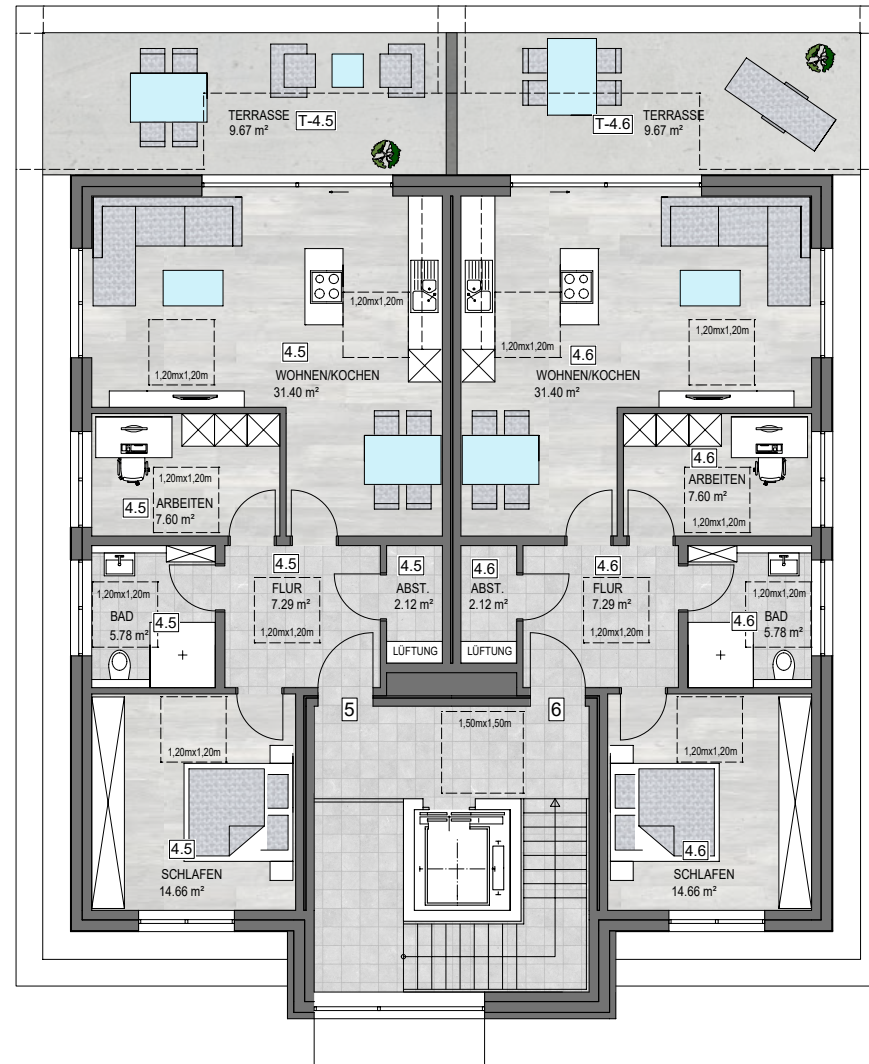 TERRASSE
9.67 m²
T-4.5
T-4.6
TERRASSE
9.67 m²
1,20mx1,20m
1,20mx1,20m
1,20mx1,20m
1,20mx1,20m
4.5
WOHNEN/KOCHEN
31.40 m²
4.6
WOHNEN/KOCHEN
31.40 m²
1,20mx1,20m
4.5
ARBEITEN
7.60 m²
4.6
ARBEITEN
7.60 m²
1,20mx1,20m
4.5
FLUR
7.29 m²
1,20mx1,20m
4.5
ABST.
2.12 m²
LÜFTUNG
4.6
ABST.
2.12 m²
LÜFTUNG
4.6
FLUR
7.29 m²
1,20mx1,20m
1,20mx1,20m
BAD
5.78 m²
4.5
1,20mx1,20m
BAD
5.78 m²
4.6
5
1,50mx1,50m
6
1,20mx1,20m
1,20mx1,20m
4.5
SCHLAFEN
14.66 m²
4.6
SCHLAFEN
14.66 m²